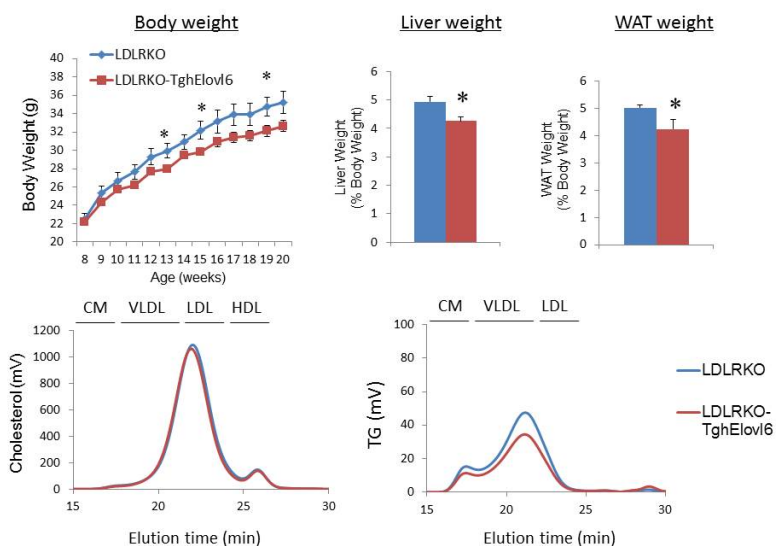 Body weight
Liver weight
WAT weight
LDLRKO
LDLRKO-TghElovl6
Body Weight (g)
40
38
36
34
32
30
28
26
24
22
20
*
*
*
8 9 10 11 12 13 14 15 16 17 18 19 20
Age (weeks)
Liver Weight
(% Body Weight)
6
5
4
3
2
1
0
*
WAT Weight
(% Body Weight)
6
5
4
3
2
1
0
*
CM VLDL LDL HDL
Cholesterol (mV)
1200
1000
800
600
400
200
0
15 20 25 30
Elution time (min)
CM VLDL LDL
TG (mV)
100
80
60
40
20
0
15 20 25 30
Elution time (min)
LDLRKO
LDLRKO-
TghElovl6